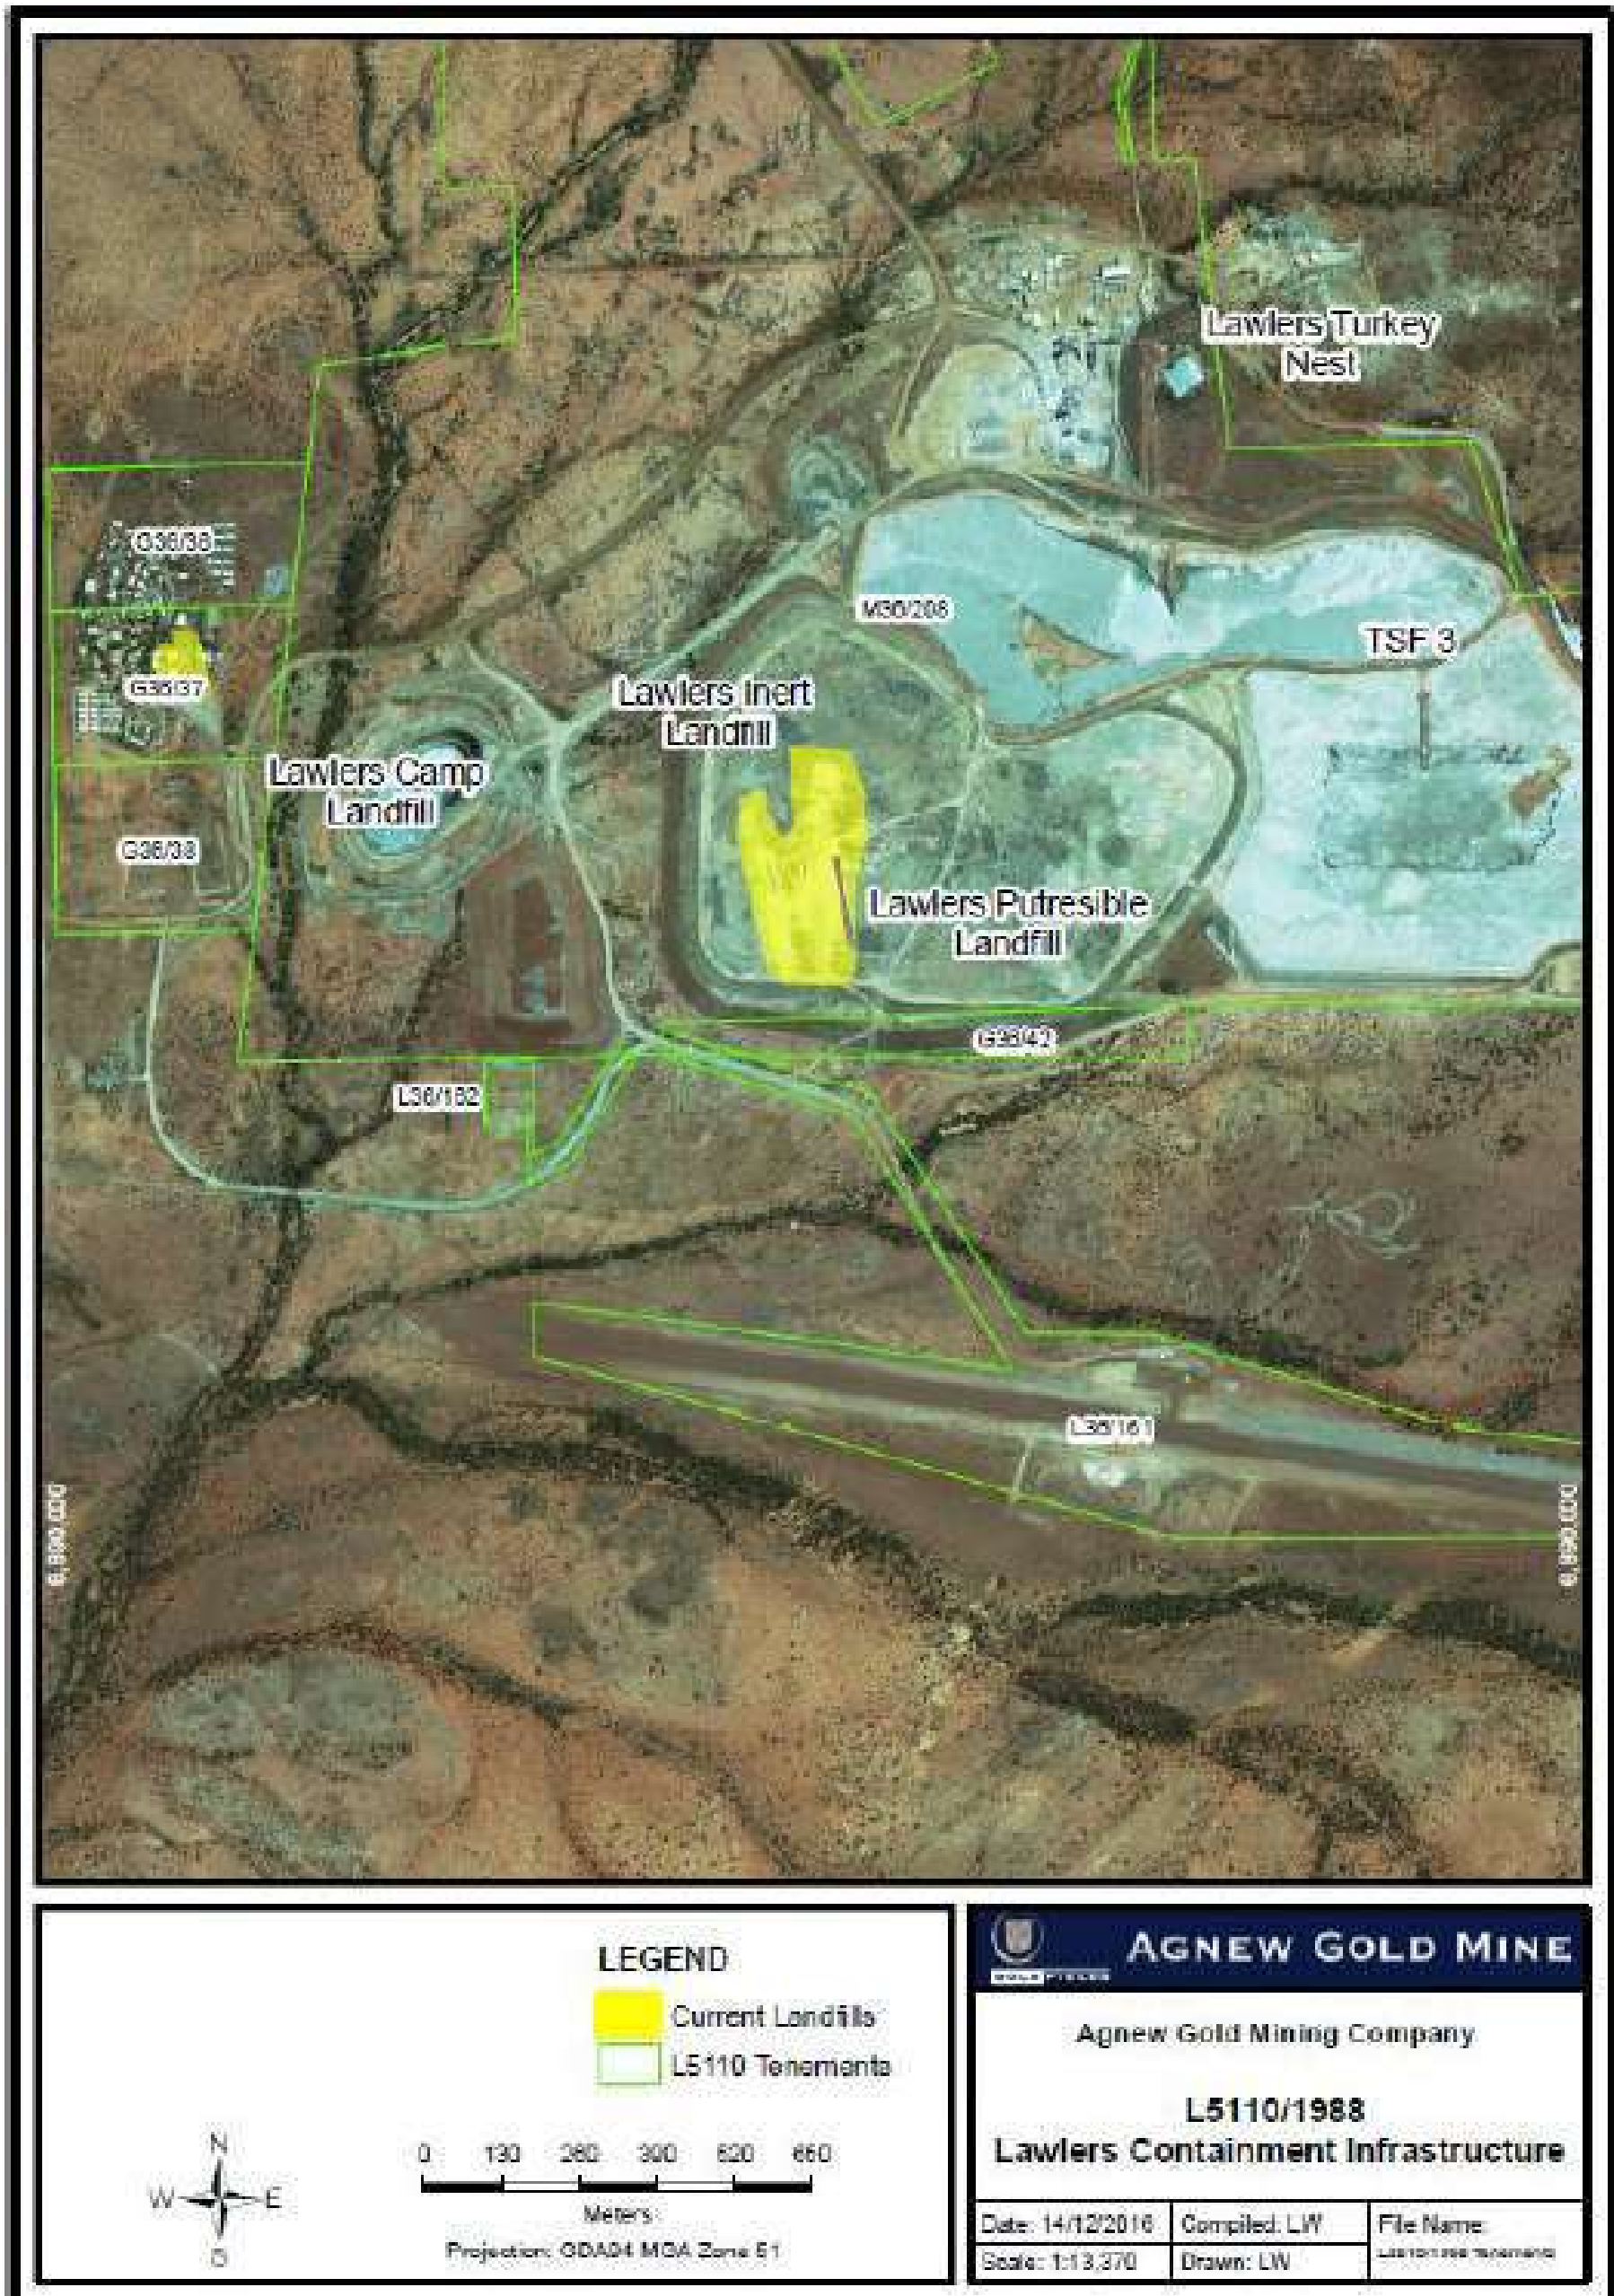 Lawlers Turkey
Nest
G36/38
M36/208
TSF 3
G36/37
Lawlers Inert
Landfill
Lawlers Camp
Landfill
G36/38
Lawlers Putresible
Landfill
G36/42
L36/182
L36/161
LEGEND
Current Landfills
L5110 Tenements
N
W E
0 130 260 390 520 650
Meters
Projection: GDA94 MGA Zone 51
AGNEW GOLD MINE
Agnew Gold Mining Company
L5110/1988
Lawlers Containment Infrastructure
Date: 14/12/2016
Compiled: LW
File Name:
Scale: 1:13,370
Drawn: LW